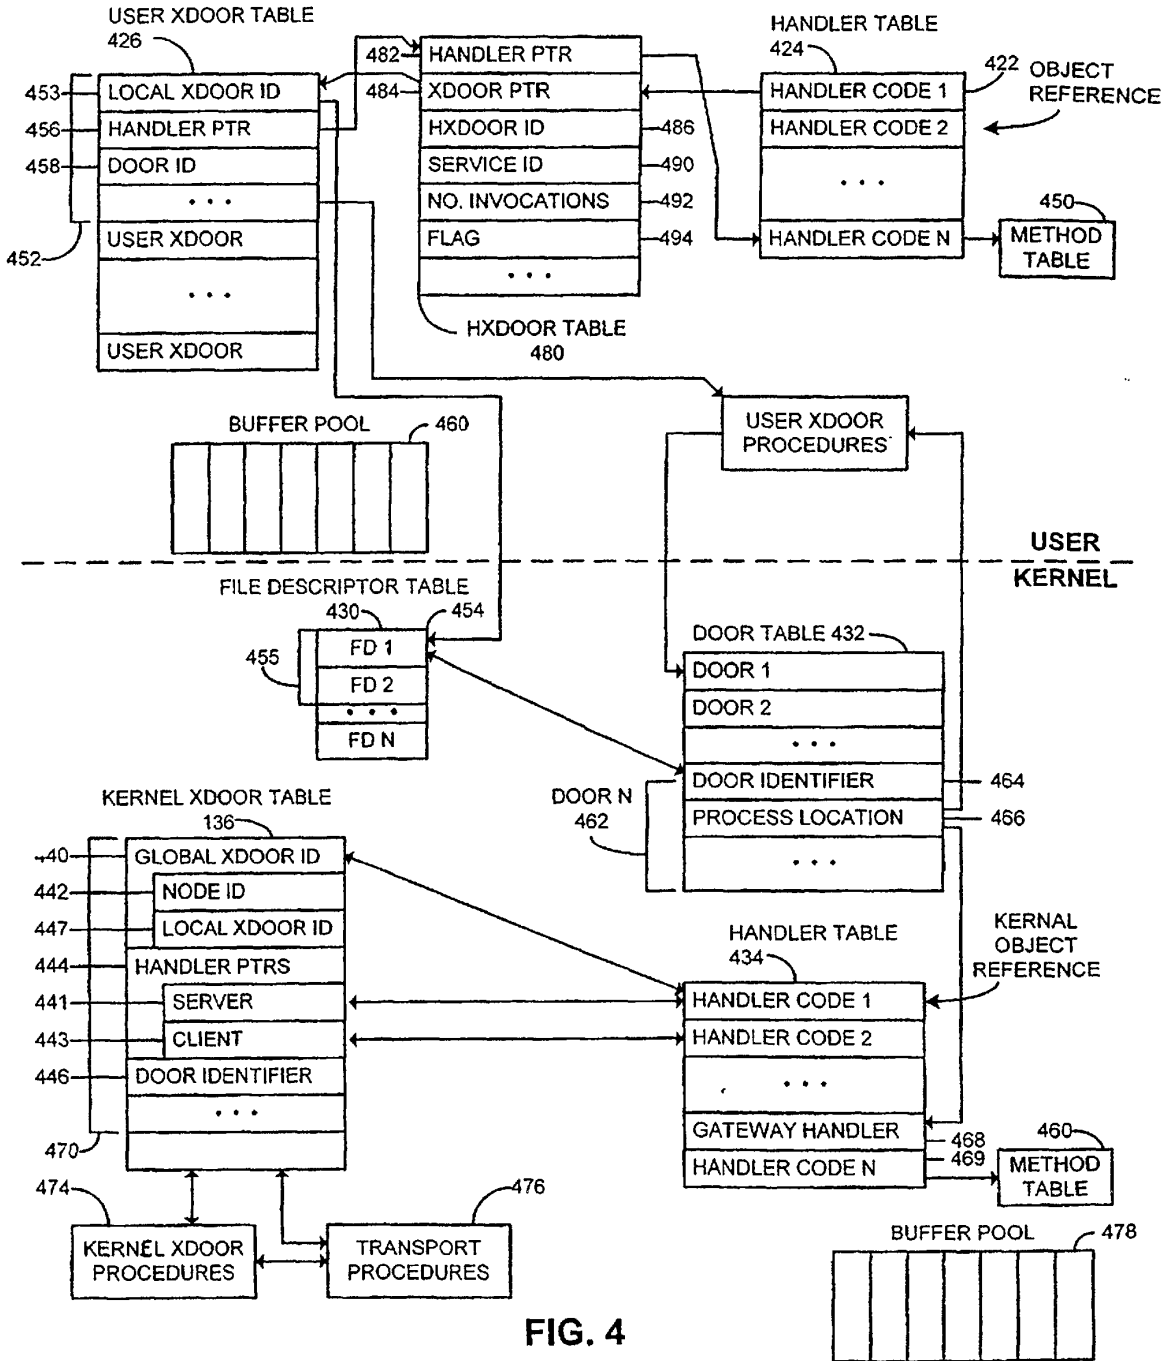 USER XDOOR TABLE
426
453
LOCAL XDOOR ID
456
HANDLER PTR
458
DOOR ID
• • •
452
USER XDOOR
• • •
USER XDOOR
482
HANDLER PTR
484
XDOOR PTR
HXDOOR ID
486
SERVICE ID
490
NO. INVOCATIONS
492
FLAG
494
• • •
HXDOOR TABLE
480
HANDLER TABLE
424
422
OBJECT
REFERENCE
HANDLER CODE 1
HANDLER CODE 2
• • •
HANDLER CODE N
450
METHOD
TABLE
BUFFER POOL
460
USER XDOOR
PROCEDURES
USER
KERNEL
FILE DESCRIPTOR TABLE
430
454
455
FD 1
FD 2
• • •
FD N
DOOR TABLE 432
DOOR 1
DOOR 2
• • •
DOOR N
462
DOOR IDENTIFIER
464
PROCESS LOCATION
466
• • •
KERNEL XDOOR TABLE
136
440
GLOBAL XDOOR ID
442
NODE ID
447
LOCAL XDOOR ID
444
HANDLER PTRS
441
SERVER
443
CLIENT
446
DOOR IDENTIFIER
• • •
470
HANDLER TABLE
434
KERNAL
OBJECT
REFERENCE
HANDLER CODE 1
HANDLER CODE 2
• • •
GATEWAY HANDLER
468
HANDLER CODE N
469
460
METHOD
TABLE
474
KERNEL XDOOR
PROCEDURES
476
TRANSPORT
PROCEDURES
BUFFER POOL
478
FIG. 4